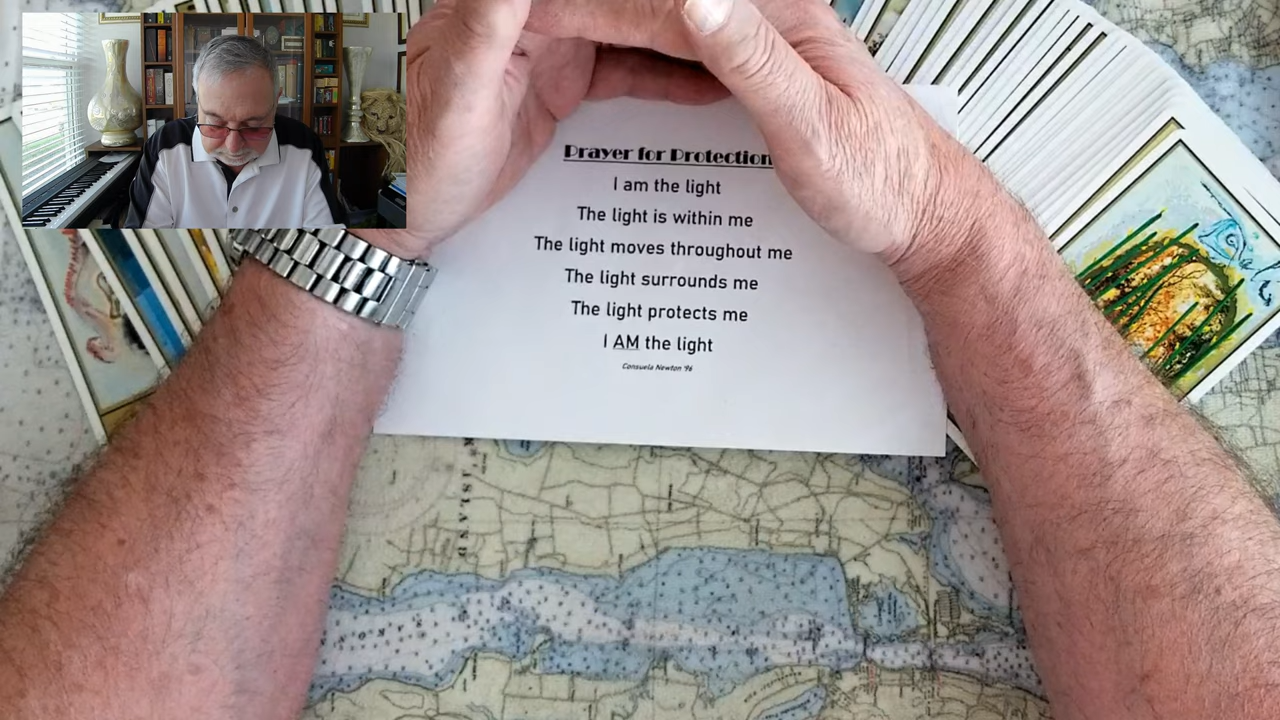 Prayer for Protection
I am the light
The light is within me
The light moves throughout me
The light surrounds me
The light protects me
I AM the light
Consuela Newton '96